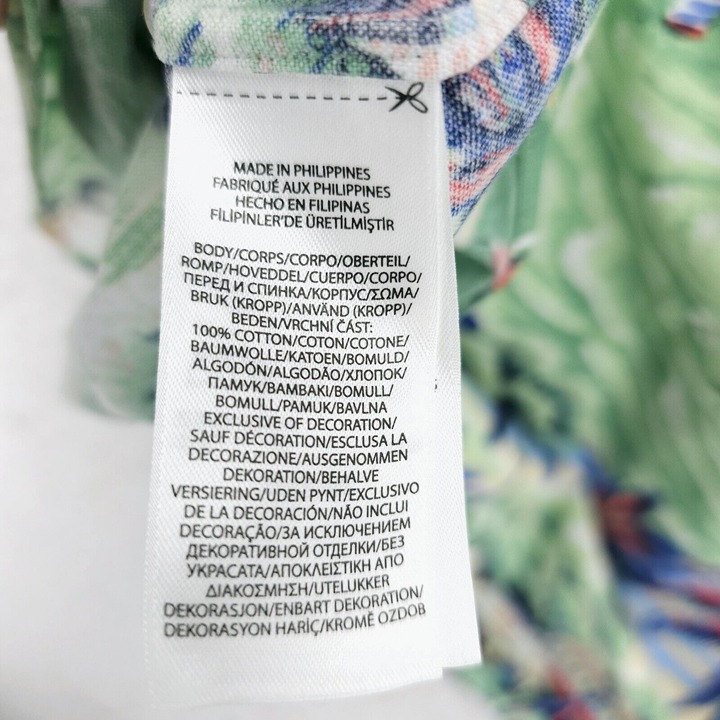 MADE IN PHILIPPINES
FABRIQUÉ AUX PHILIPPINES
HECHO EN FILIPINAS
FİLİPİNLER'DE ÜRETİLMİŞTİR
BODY/CORPS/CORPO/OBERTEIL/
ROMP/HOVEDDEL/CUERPO/CORPO/
ПЕРЕД И СПИНКА/КОРПУС/ΣΩΜΑ/
BRUK (KROPP)/ANVÄND (KROPP)/
BEDEN/VRCHNÍ ČÁST:
100% COTTON/COTON/COTONE/
BAUMWOLLE/KATOEN/BOMULD/
ALGODÓN/ALGODÃO/ХЛОПОК/
ПАМУК/ΒΑΜΒΑΚΙ/BOMULL/
BOMULL/PAMUK/BAVLNA
EXCLUSIVE OF DECORATION/
SAUF DÉCORATION/ESCLUSA LA
DECORAZIONE/AUSGENOMMEN
DEKORATION/BEHALVE
VERSIERING/UDEN PYNT/EXCLUSIVO
DE LA DECORACIÓN/NÃO INCLUI
DECORAÇÃO/ЗА ИСКЛЮЧЕНИЕМ
ДЕКОРАТИВНОЙ ОТДЕЛКИ/БЕЗ
УКРАСАТА/ΑΠΟΚΛΕΙΣΤΙΚΗ ΑΠΟ
ΔΙΑΚΟΣΜΗΣΗ/UTELUKKER
DEKORASJON/ENBART DEKORATION/
DEKORASYON HARİÇ/KROMĚ OZDOB